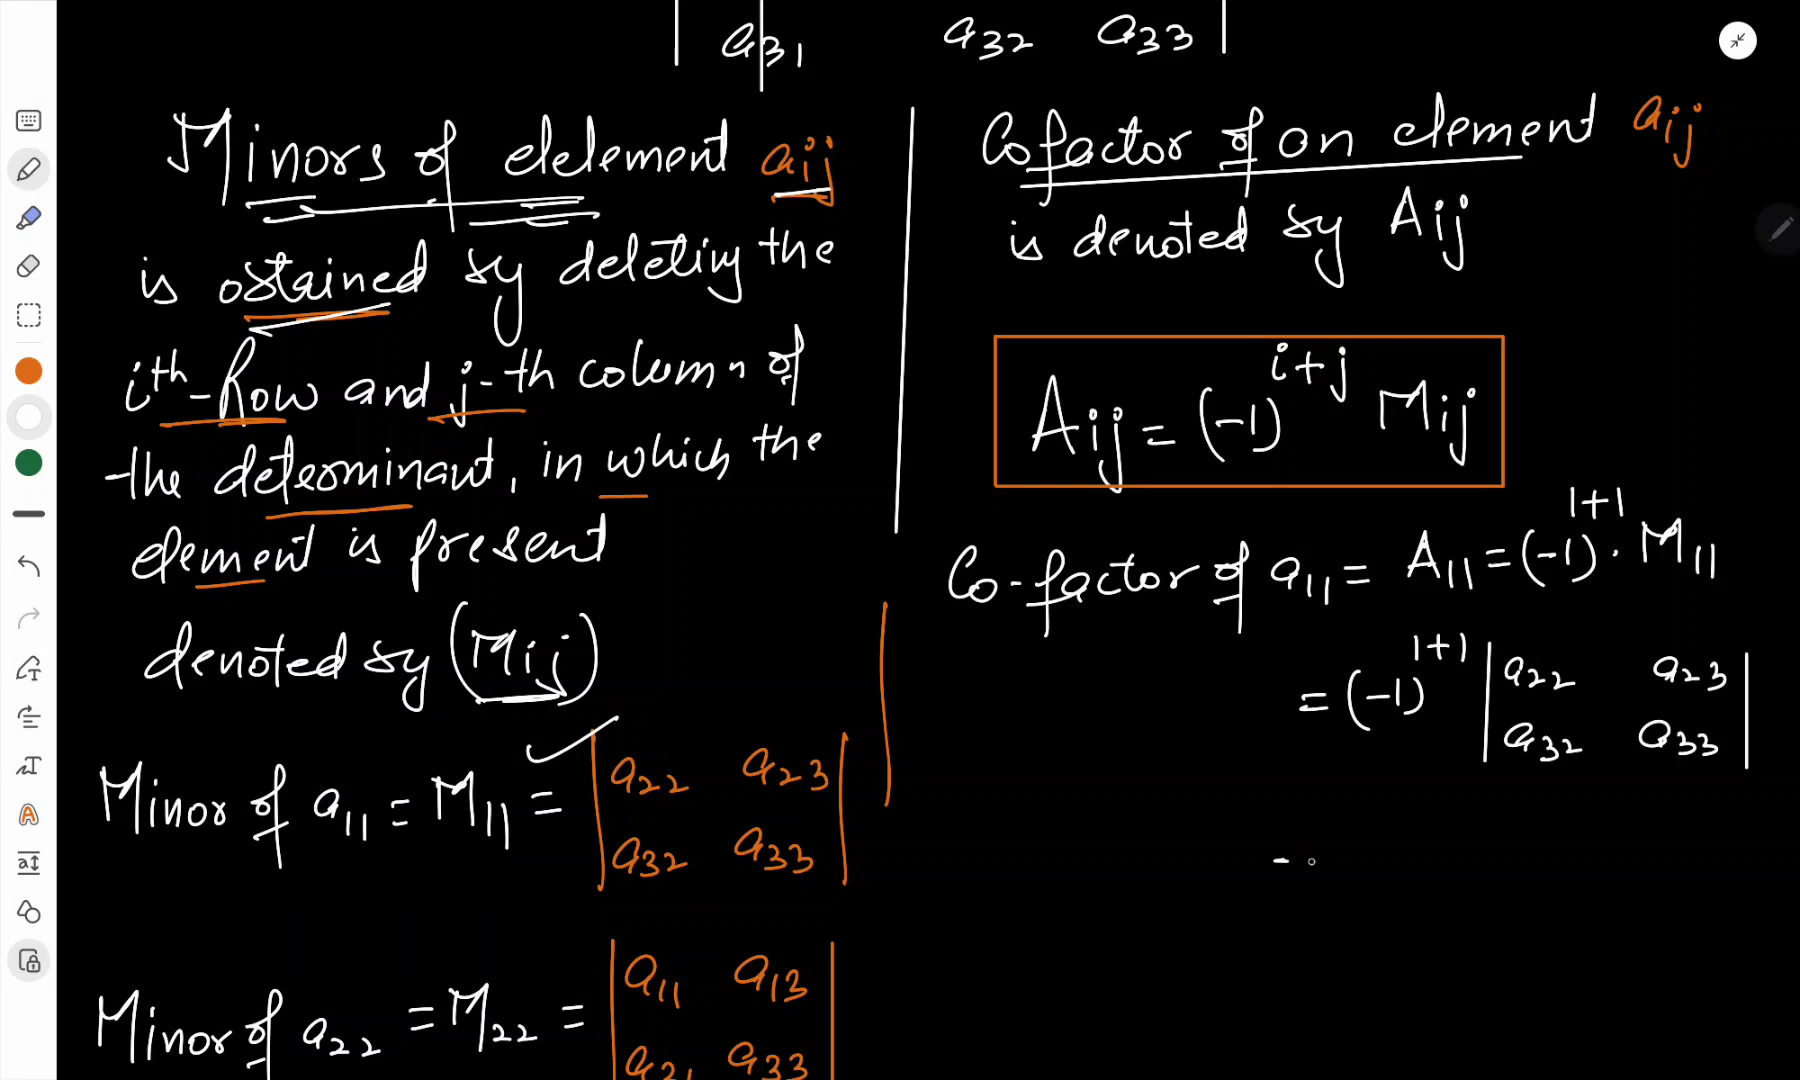 a31 a32 a33
Minors of elelement aij
is obtained by deleting the
ith-Row and j-th column of
the determinant, in which the
element is present
denoted by (Mij)
Minor of a11 = M11 = | a22 a23 |
| a32 a33 |
Minor of a22 = M22 = | a11 a13 |
a31 a33
Cofactor of an element aij
is denoted by Aij
Aij = (-1)^i+j Mij
Co-factor of a11 = A11 = (-1)^1+1 . M11
= (-1)^1+1 | a22 a23 |
| a32 a33 |